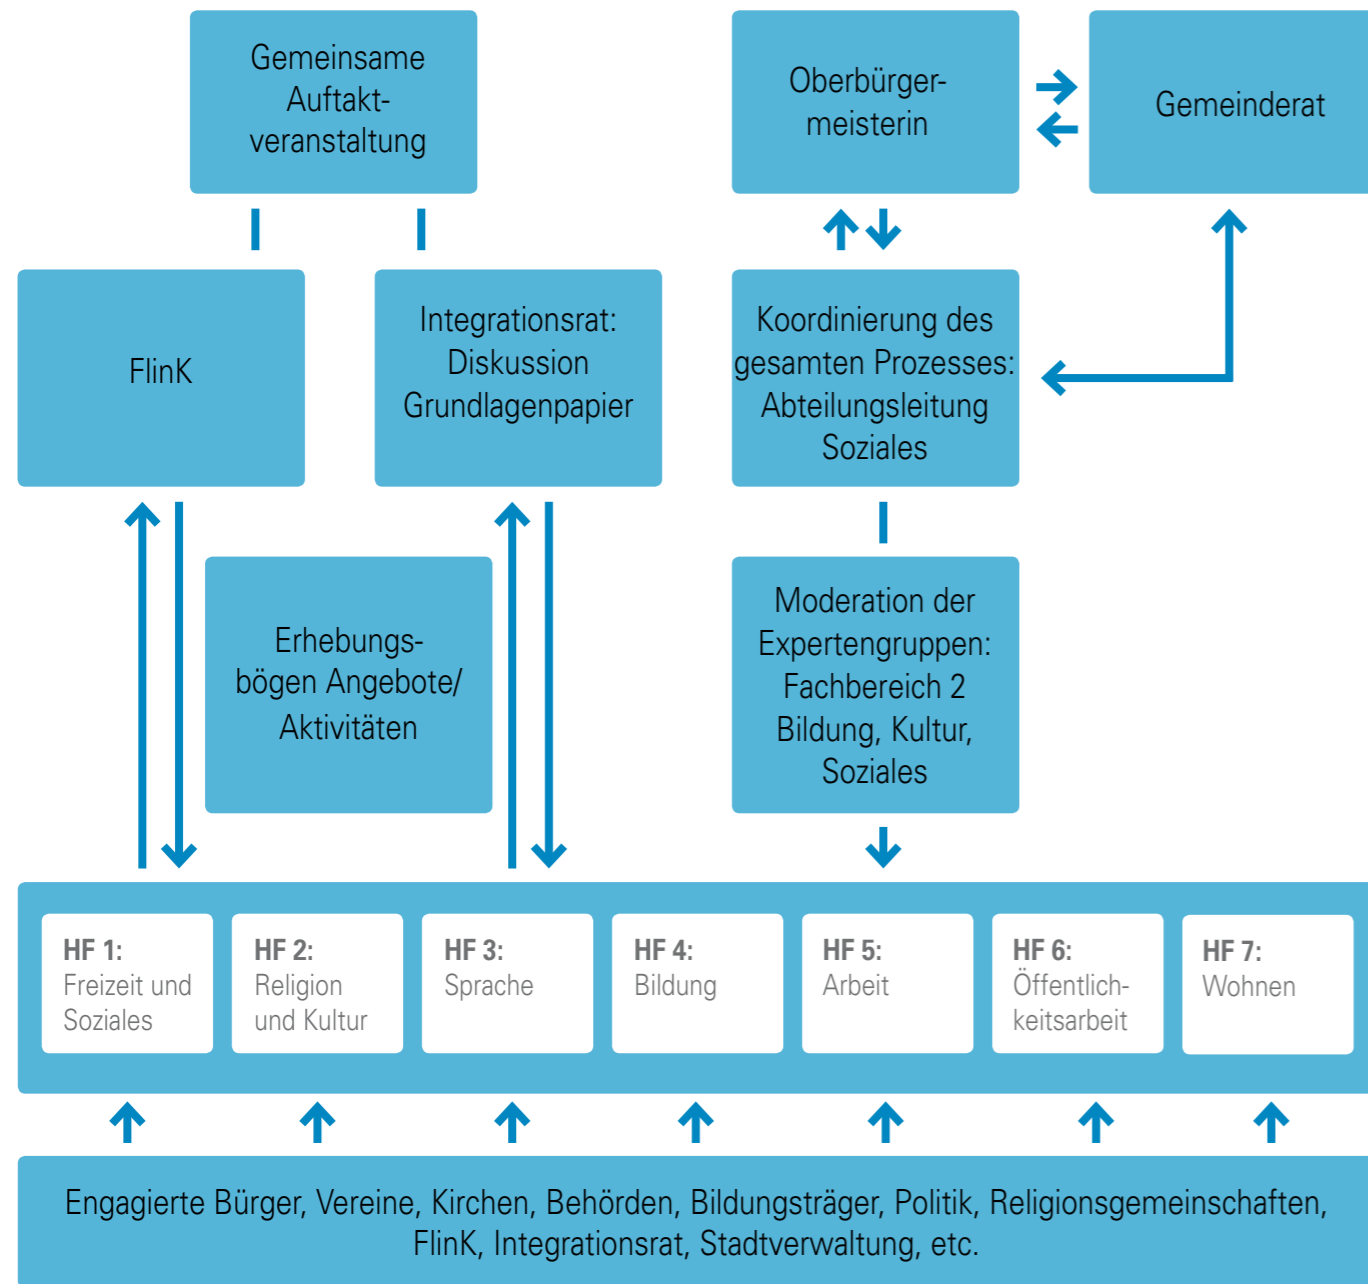 Gemeinsame
Auftakt-
veranstaltung
Oberbürger-
meisterin
Gemeinderat
FlinK
Integrationsrat:
Diskussion
Grundlagenpapier
Koordinierung des
gesamten Prozesses:
Abteilungsleitung
Soziales
Erhebungs-
bögen Angebote/
Aktivitäten
Moderation der
Expertengruppen:
Fachbereich 2
Bildung, Kultur,
Soziales
HF 1:
Freizeit und
Soziales
HF 2:
Religion
und Kultur
HF 3:
Sprache
HF 4:
Bildung
HF 5:
Arbeit
HF 6:
Öffentlich-
keitsarbeit
HF 7:
Wohnen
Engagierte Bürger, Vereine, Kirchen, Behörden, Bildungsträger, Politik, Religionsgemeinschaften,
FlinK, Integrationsrat, Stadtverwaltung, etc.